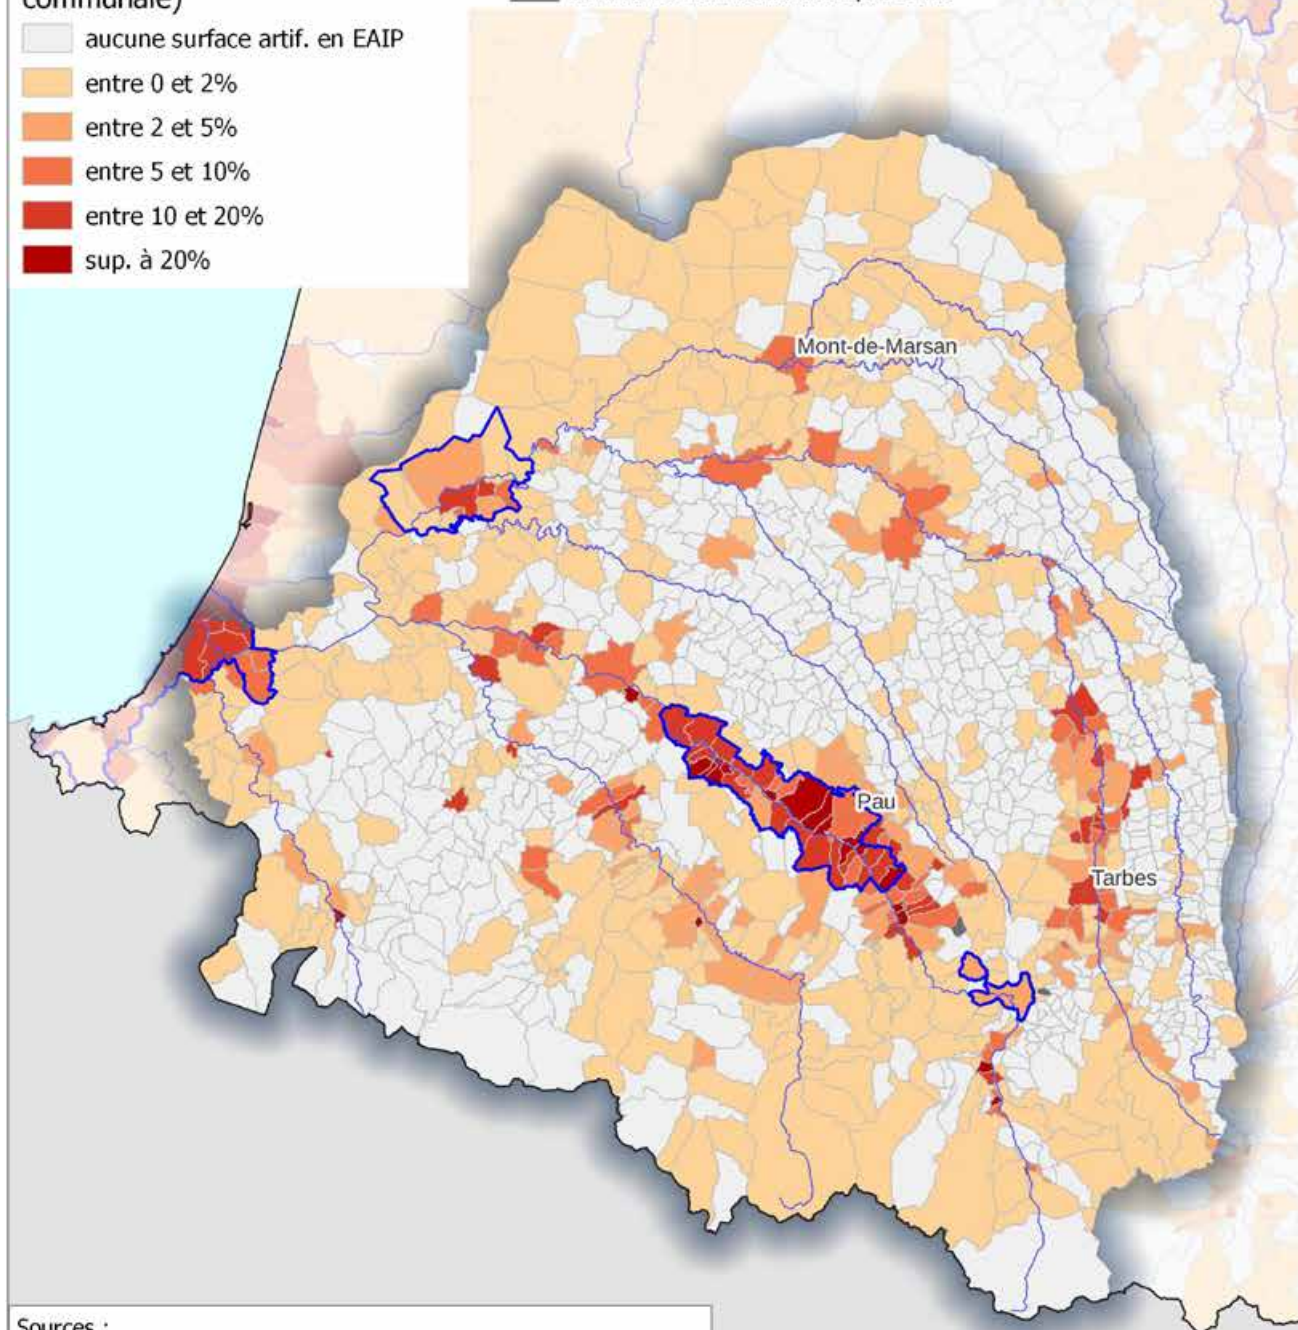 communale)
aucune surface artif. en EAIP
entre 0 et 2%
entre 2 et 5%
entre 5 et 10%
entre 10 et 20%
sup. à 20%
Mont-de-Marsan
Pau
Tarbes
Sources :